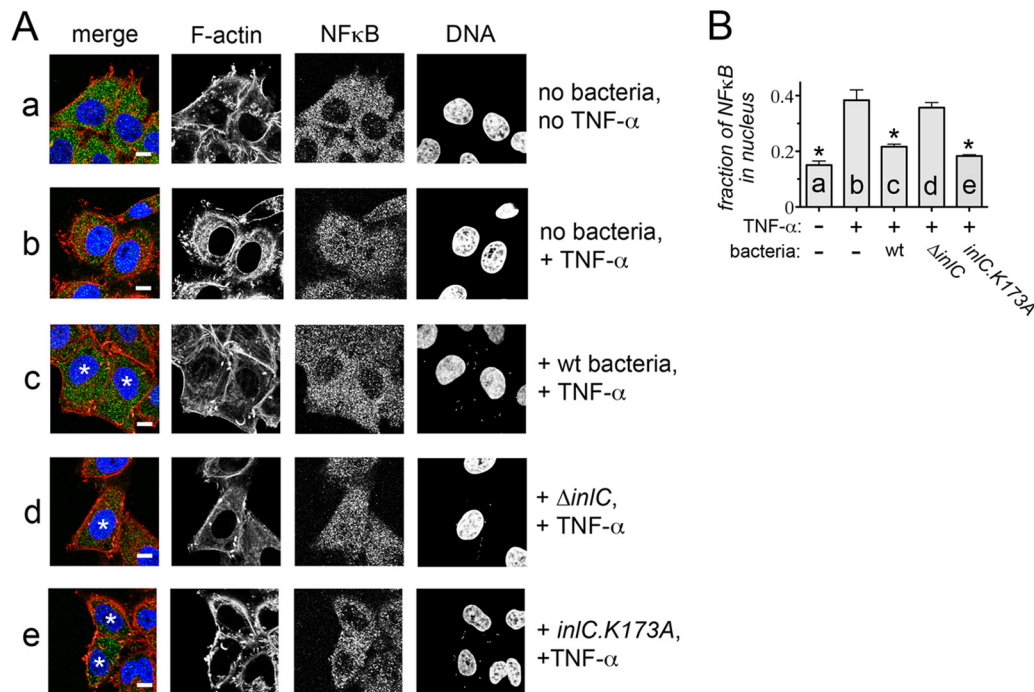 A
merge F-actin NFκB DNA
a
no bacteria,
no TNF-α
b
no bacteria,
+ TNF-α
c
* *
+ wt bacteria,
+ TNF-α
d
*
+ ΔinlC,
+ TNF-α
e
*
*
+ inlC.K173A,
+TNF-α
B
fraction of NFκB
in nucleus
0.4
0.2
0
* * *
a b c d e
TNF-α: - + + + +
bacteria: - - wt ΔinlC inlC.K173A